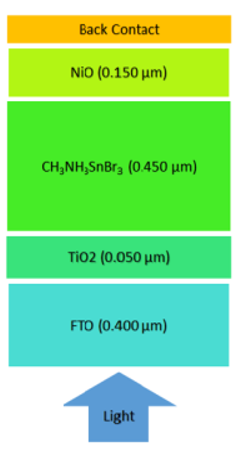 Back Contact
NiO (0.150 μm)
CH₃NH₃SnBr₃ (0.450 μm)
TiO2 (0.050 μm)
FTO (0.400 μm)
Light